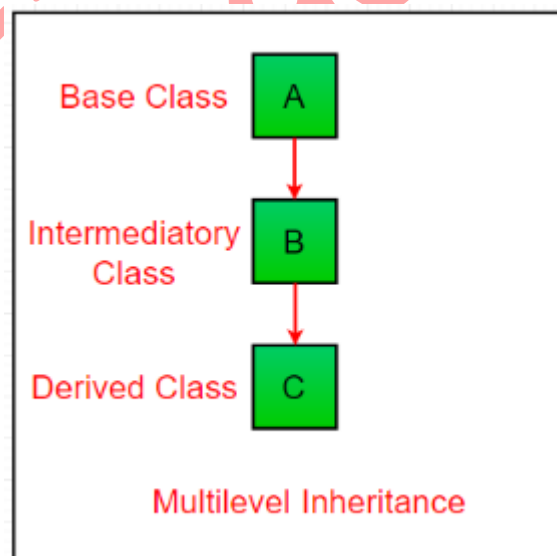 Base Class
A
Intermediatory
Class
B
Derived Class
C
Multilevel Inheritance